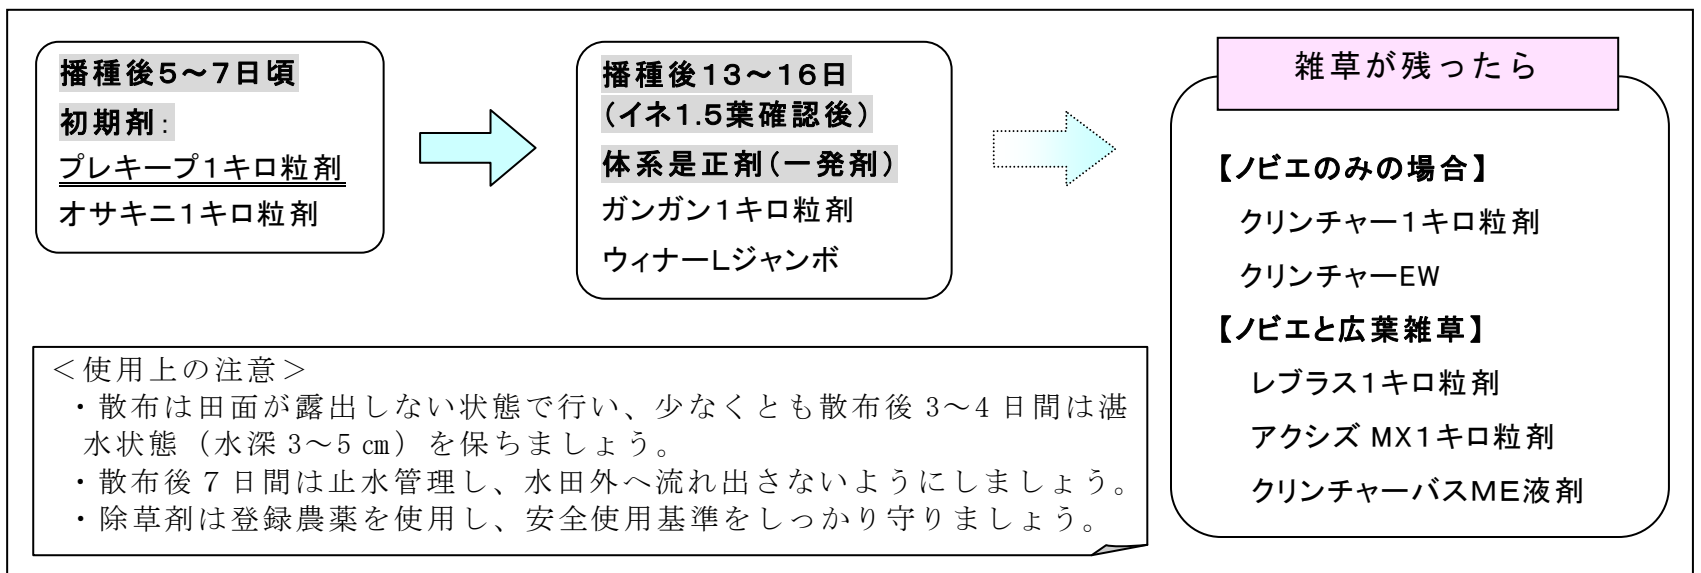 播種後5～7日頃
初期剤：
プレキープ1キロ粒剤
オサキニ1キロ粒剤
播種後13～16日
（イネ1.5葉確認後）
体系是正剤（一発剤）
ガンガン1キロ粒剤
ウィナーLジャンボ
雑草が残ったら
【ノビエのみの場合】
クリンチャー1キロ粒剤
クリンチャーEW
【ノビエと広葉雑草】
レブラス1キロ粒剤
アクシズMX1キロ粒剤
クリンチャーバスME液剤
＜使用上の注意＞
・散布は田面が露出しない状態で行い、少なくとも散布後3～4日間は湛
水状態（水深3～5㎝）を保ちましょう。
・散布後7日間は止水管理し、水田外へ流れ出さないようにしましょう。
・除草剤は登録農薬を使用し、安全使用基準をしっかり守りましょう。